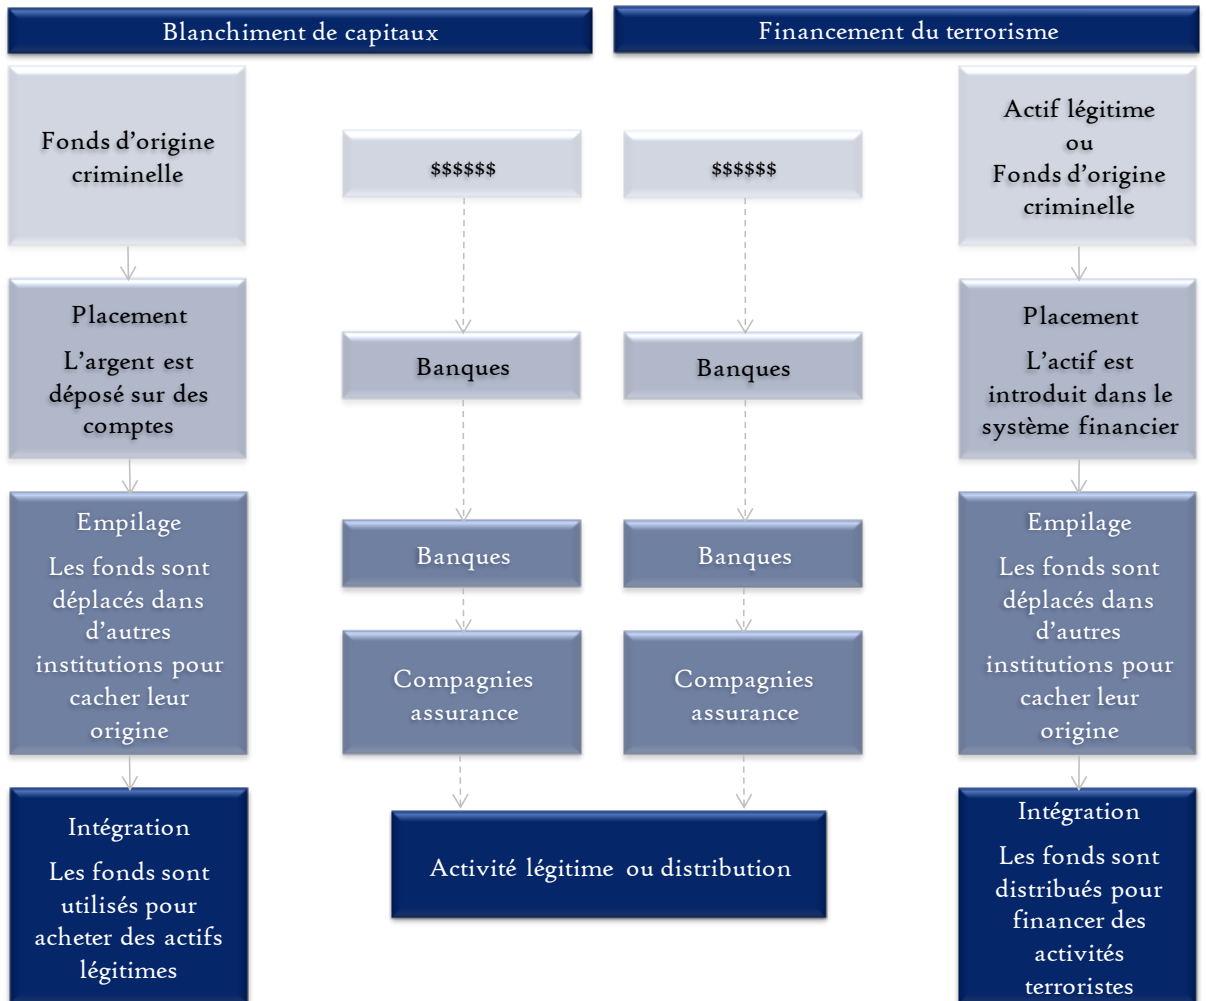 Blanchiment de capitaux
Financement du terrorisme
Fonds d’origine
criminelle
$$$$$$
$$$$$$
Actif légitime
ou
Fonds d’origine
criminelle
Placement
L’argent est
déposé sur des
comptes
Banques
Banques
Placement
L’actif est
introduit dans le
système financier
Empilage
Les fonds sont
déplacés dans
d’autres
institutions pour
cacher leur
origine
Banques
Banques
Compagnies
assurance
Compagnies
assurance
Empilage
Les fonds sont
déplacés dans
d’autres
institutions pour
cacher leur
origine
Intégration
Les fonds sont
utilisés pour
acheter des actifs
légitimes
Activité légitime ou distribution
Intégration
Les fonds sont
distribués pour
financer des
activités
terroristes